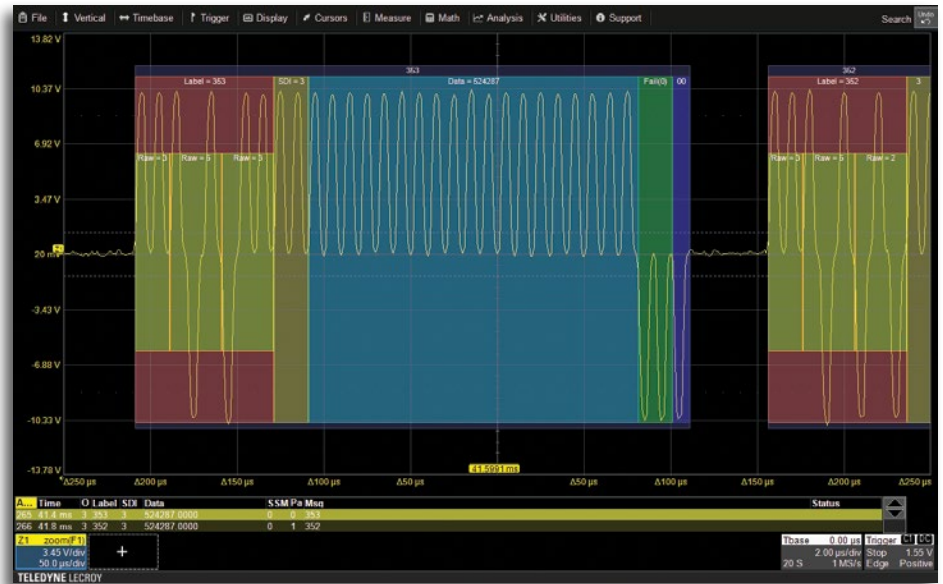 File Vertical Timebase Trigger Display Cursors Measure Math Analysis Utilities Support Search Undo
13.82 V
353 352
Label = 353 SDI = 3 Data = 524287 Fail(0) 00 Label = 352 3
10.37 V
6.92 V
Raw = 3 Raw = 5 Raw = 3 Raw = 3 Raw = 5 Raw = 2
3.47 V
Z1
20 mV
-3.43 V
-6.88 V
-10.33 V
41.5991 ms
-13.78 V
Δ250 µs Δ200 µs Δ150 µs Δ100 µs Δ50 µs Δ50 µs Δ100 µs Δ150 µs Δ200 µs Δ250 µs
A... Time O Label SDI Data SSM Pa Msg Status
265 41.4 ms 3 353 3 524287.0000 0 0 353
266 41.8 ms 3 352 3 524287.0000 0 1 352
Z1 zoom(F1) Tbase 0.00 µs Trigger C1 DC
3.45 V/div + 2.00 µs/div Stop 1.55 V
50.0 µs/div 20 S 1 MS/s Edge Positive
TELEDYNE LECROY